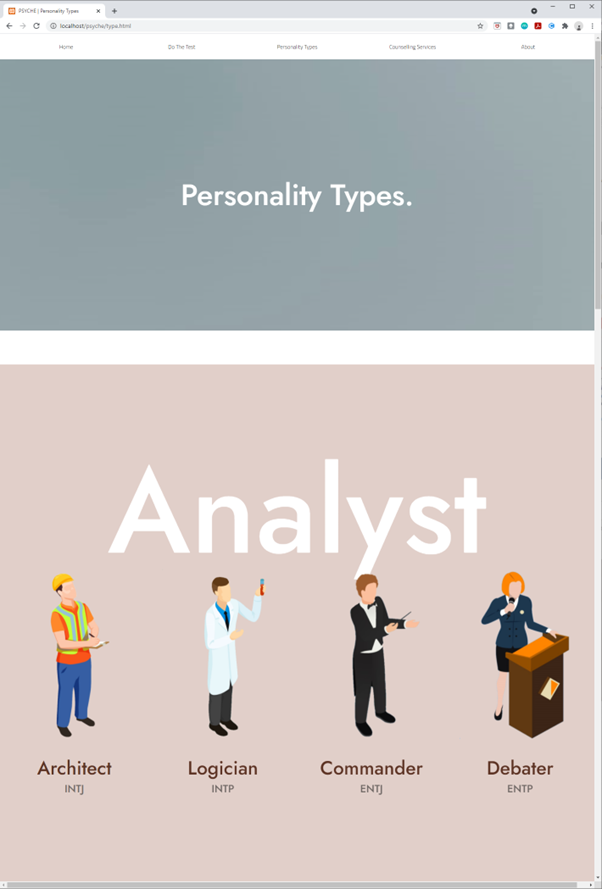 PSYCHE | Personality Types
localhost/psyche/type.html
Home Do The Test Personality Types Counseling Services About
Personality Types.
Analyst
Architect Logician Commander Debater
INTJ INTP ENTJ ENTP